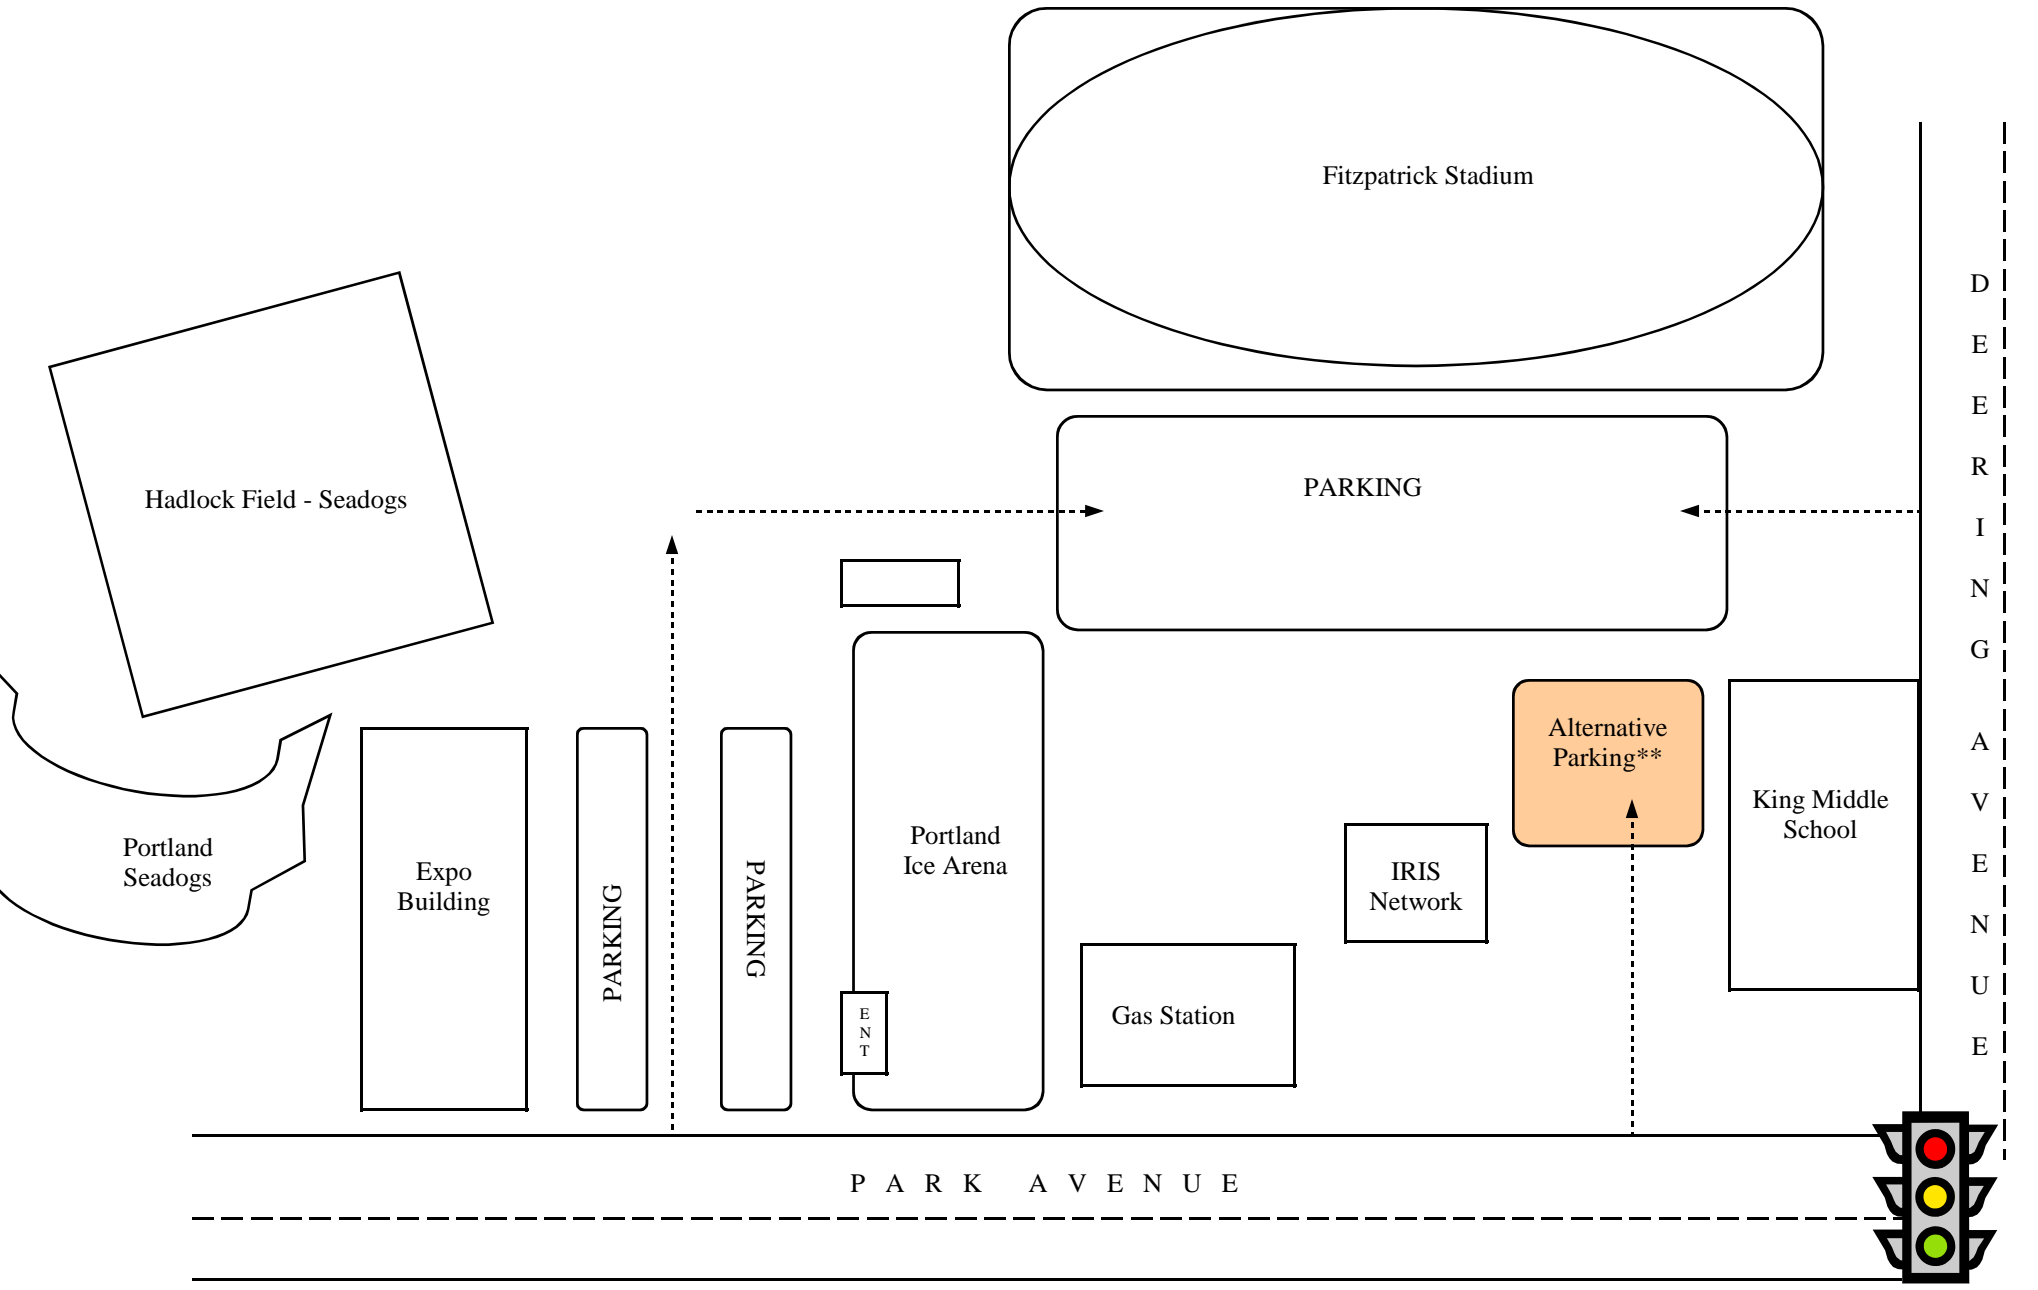 Fitzpatrick Stadium
Hadlock Field - Seadogs
PARKING
Alternative
Parking**
King Middle
School
Portland
Seadogs
Expo
Building
PARKING
PARKING
Portland
Ice Arena
IRIS
Network
E
N
T
Gas Station
D
E
E
R
I
N
G
A
V
E
N
U
E
P A R K A V E N U E